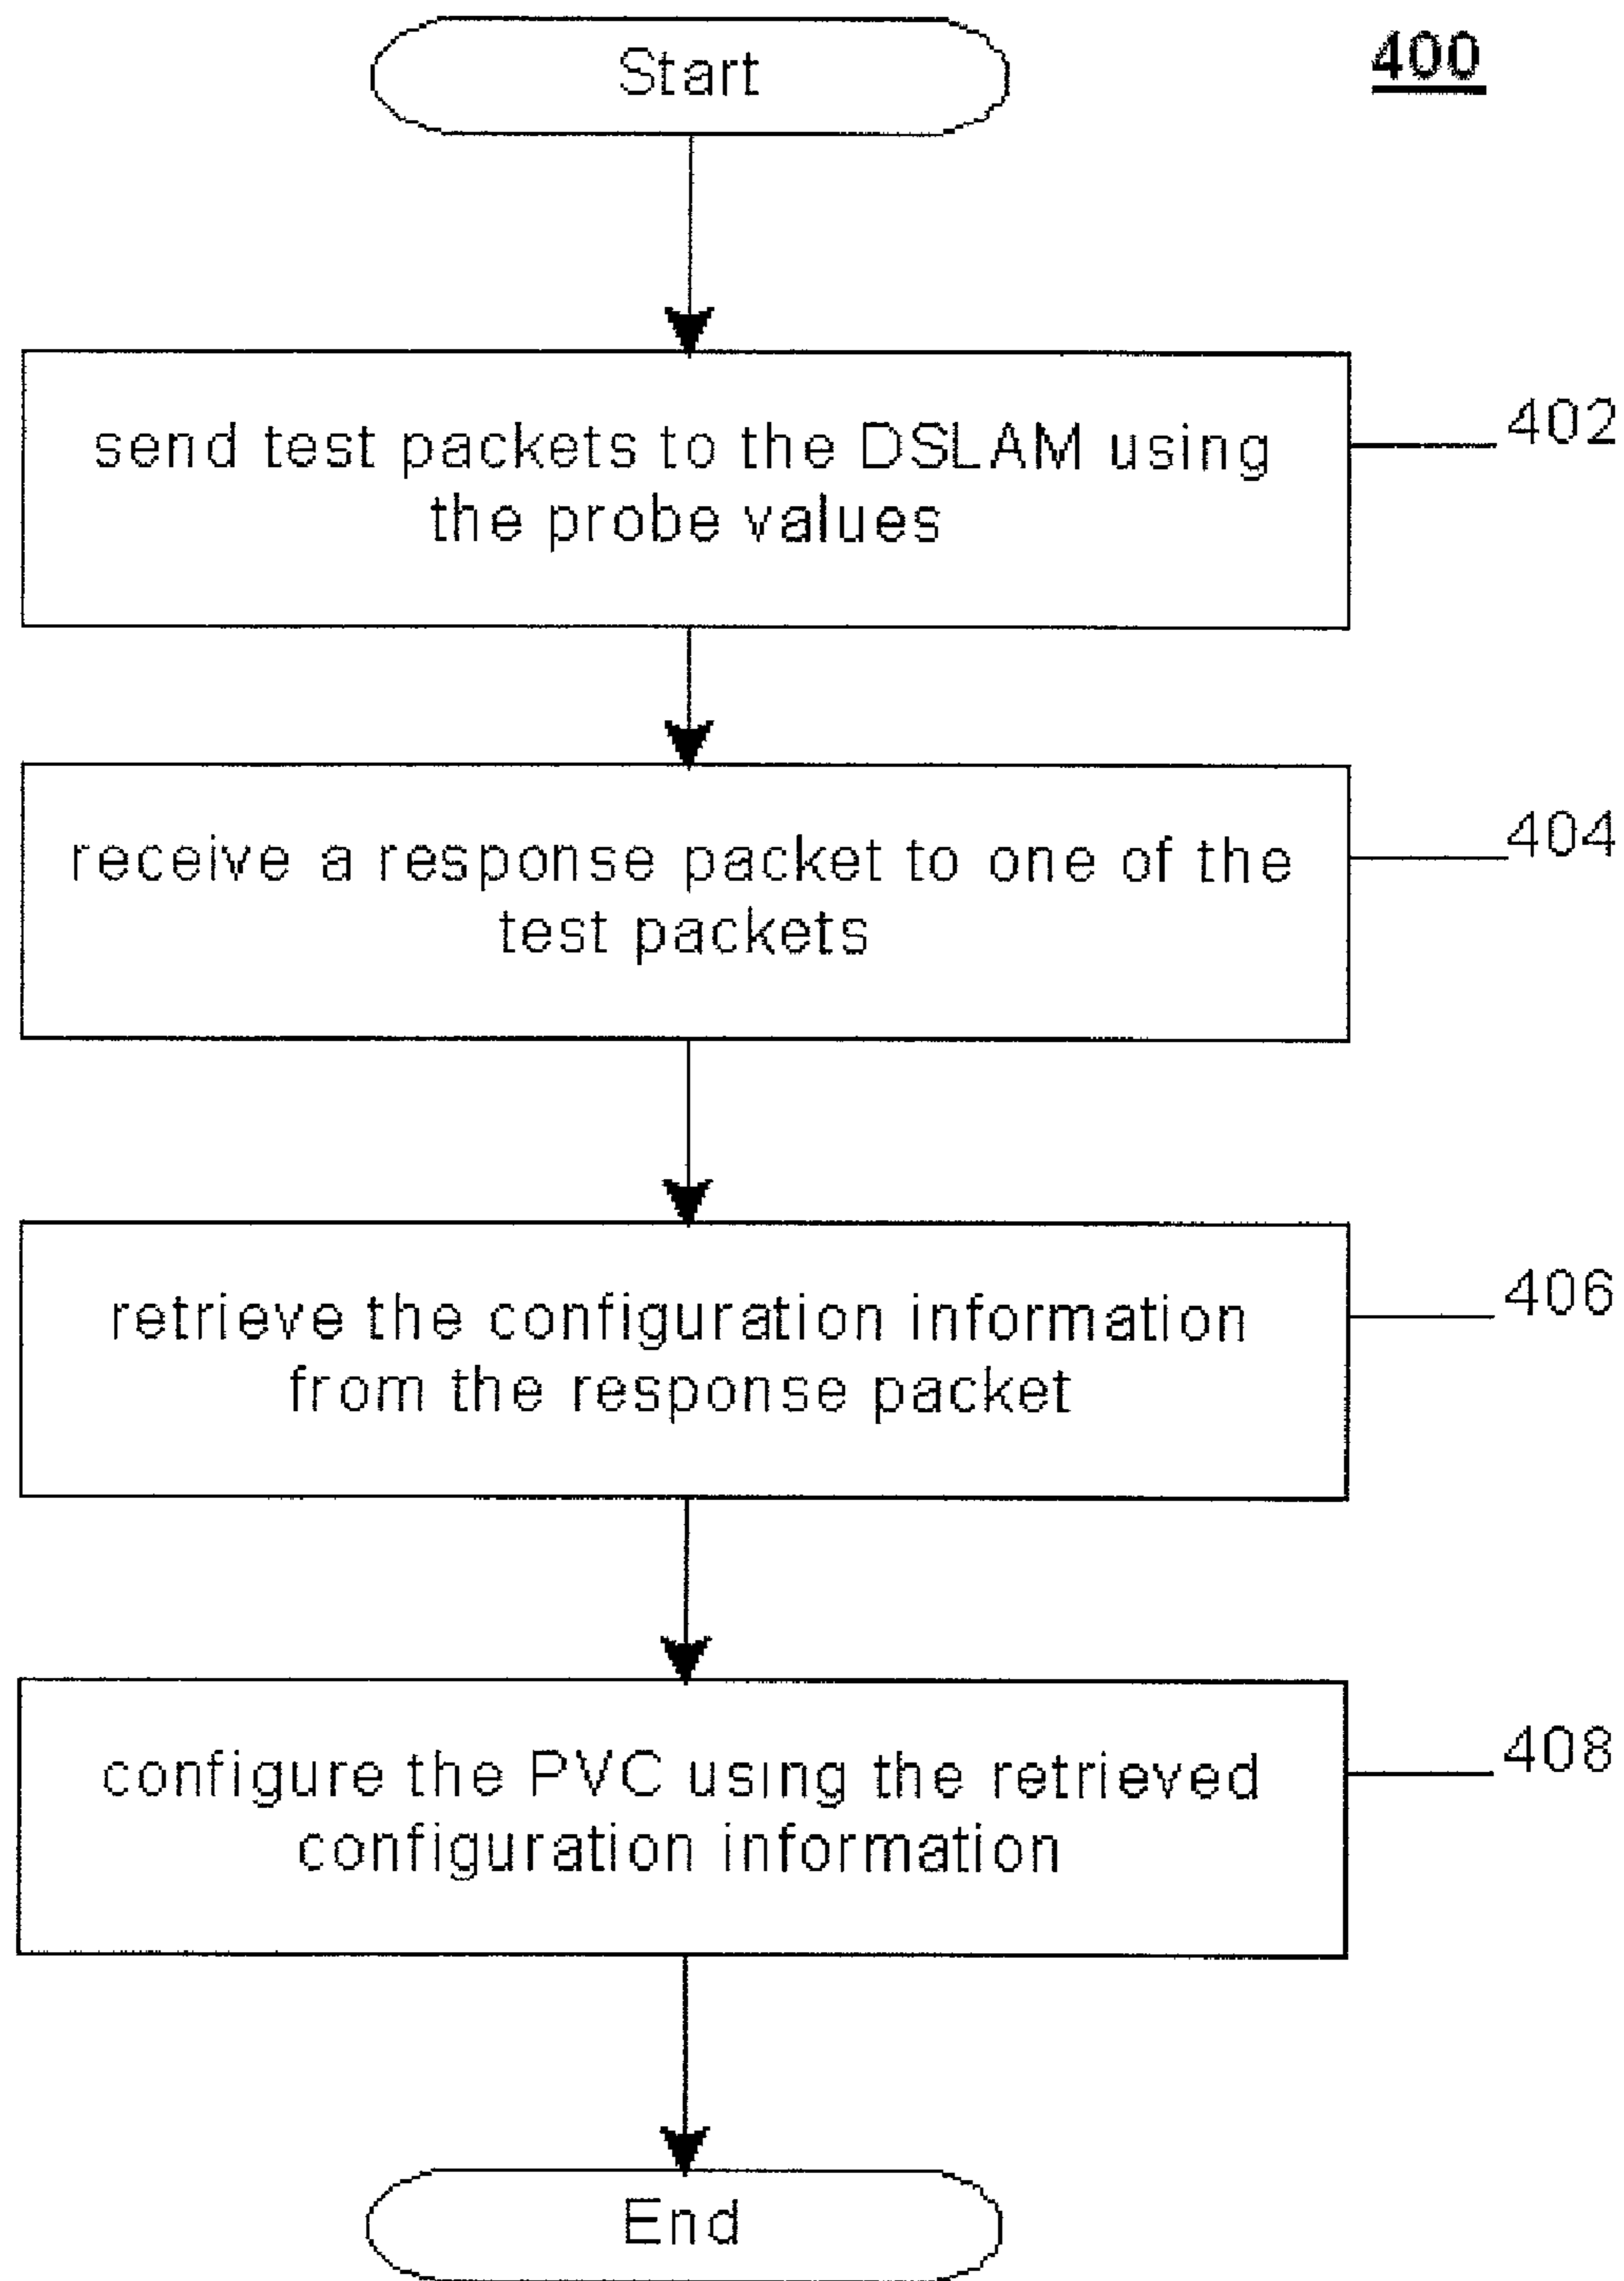 Start
400
send test packets to the DSLAM using
the probe values
402
receive a response packet to one of the
test packets
404
retrieve the configuration information
from the response packet
406
configure the PVC using the retrieved
configuration information
408
End